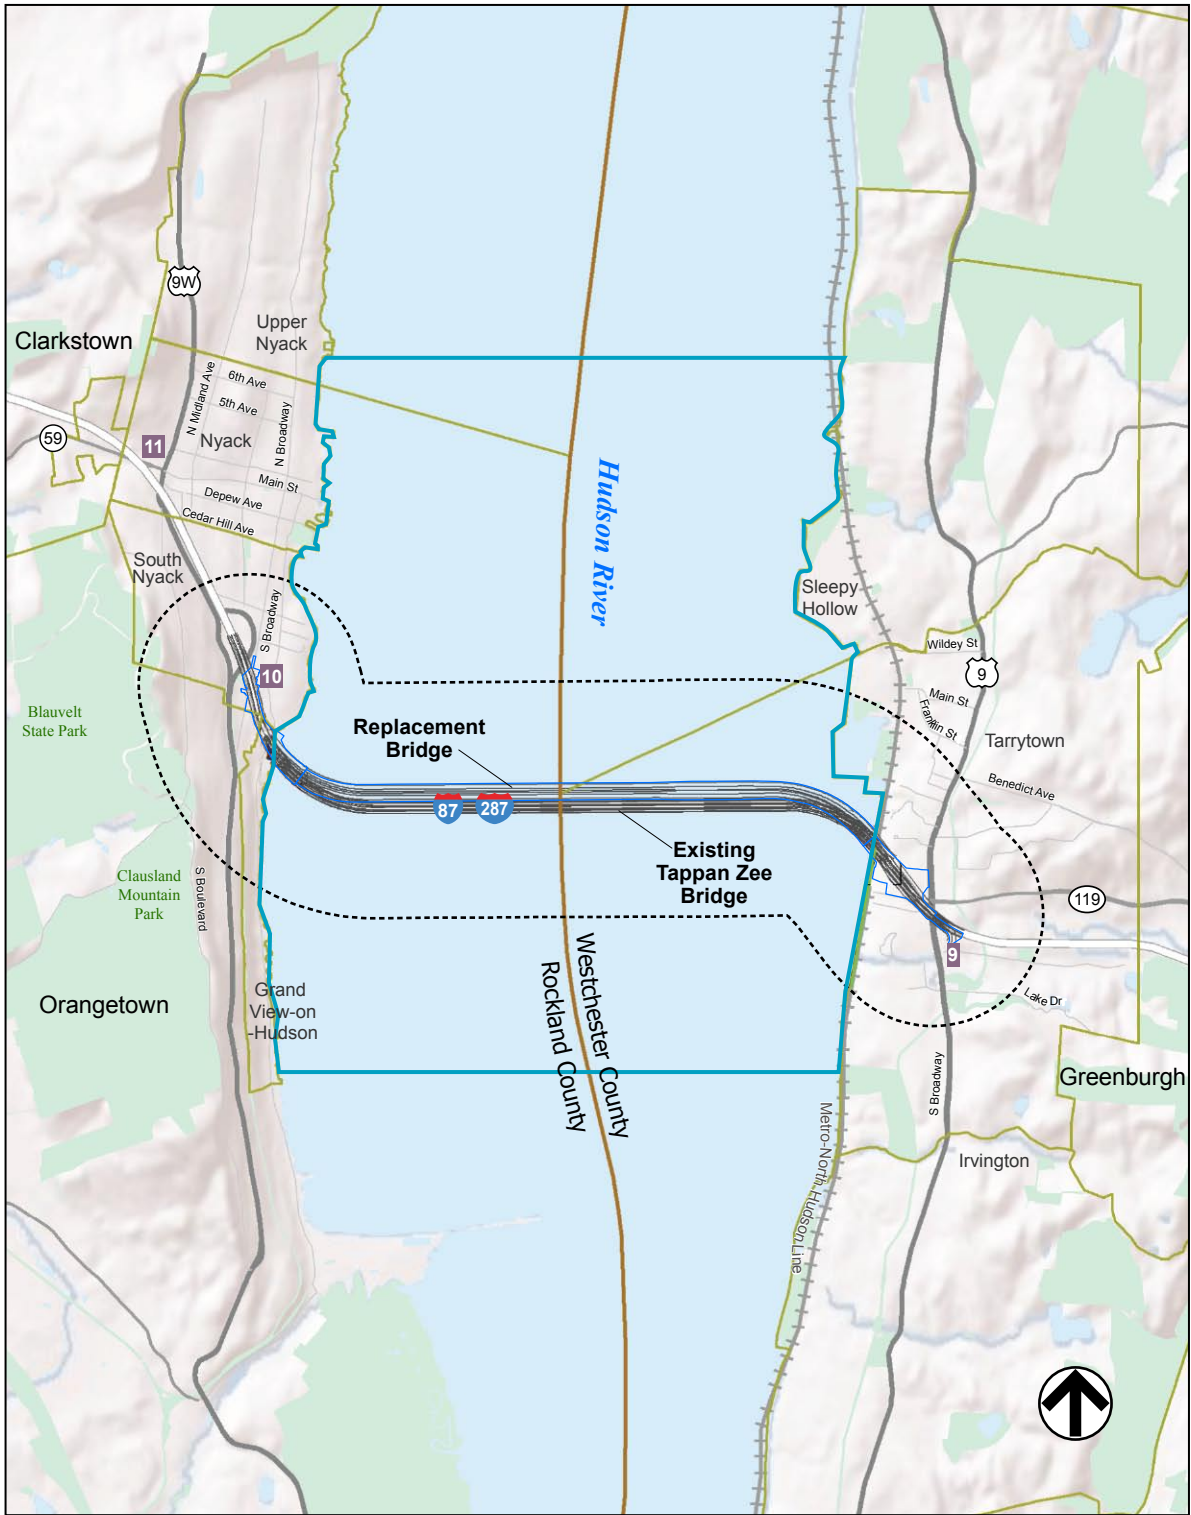 9W
Upper
Nyack
Clarkstown
N Midland Ave
6th Ave
5th Ave
N Broadway
59
11
Nyack
Main St
Depew Ave
Cedar Hill Ave
Hudson River
South
Nyack
S Broadway
Sleepy
Hollow
Wildey St
9
10
Main St
Franklin St
Blauvelt
State Park
Replacement
Bridge
Tarrytown
Benedict Ave
87
287
Existing
Tappan Zee
Bridge
Clausland
Mountain
Park
S Boulevard
119
9
Westchester County
Rockland County
Orangetown
Grand
View-on
-Hudson
Lake Dr
S Broadway
Greenburgh
Metro-North Hudson Line
Irvington